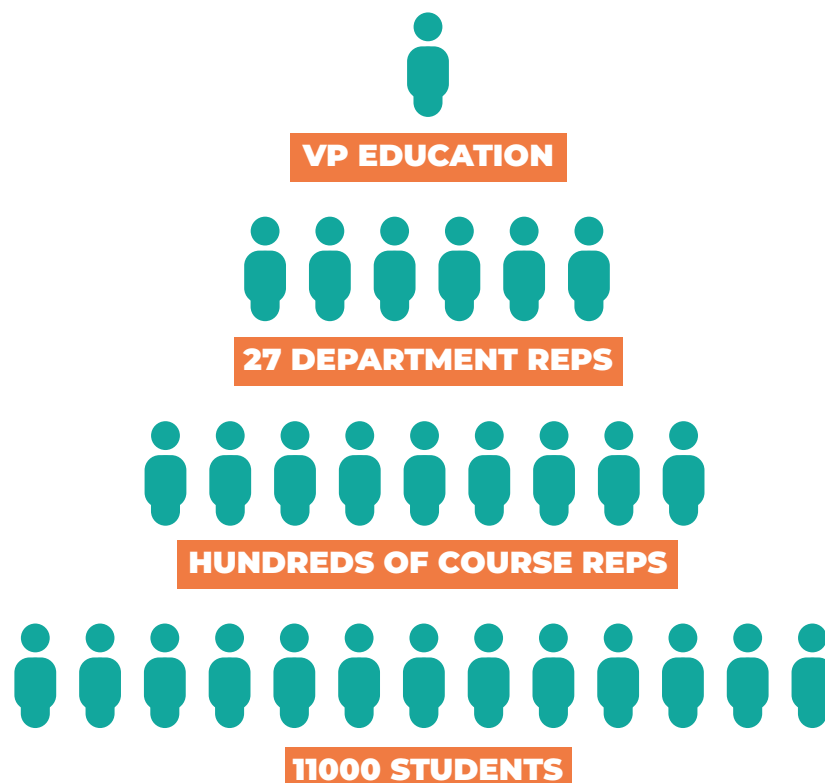 VP EDUCATION
27 DEPARTMENT REPS
HUNDREDS OF COURSE REPS
11000 STUDENTS